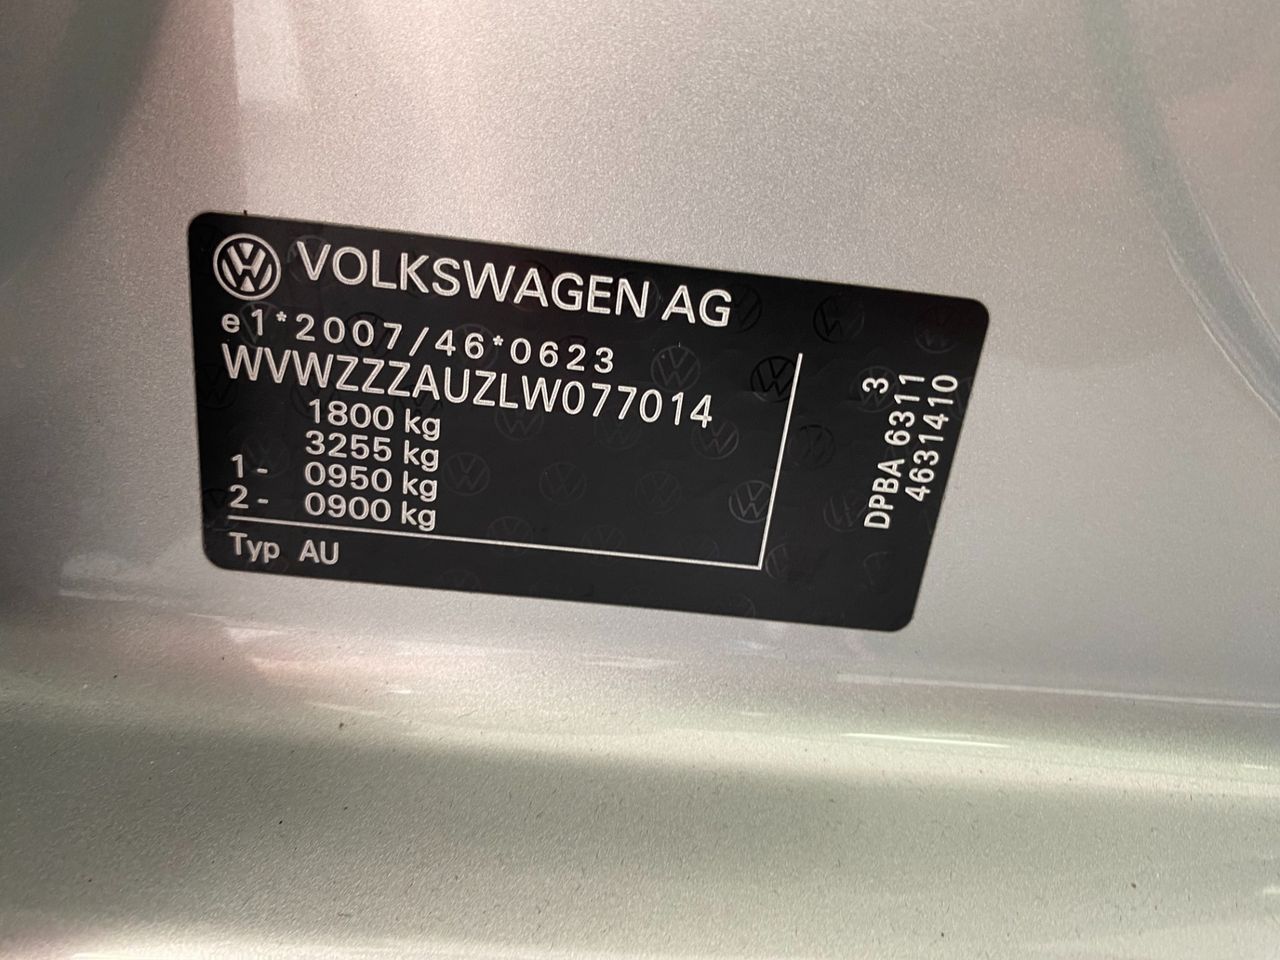 VOLKSWAGEN AG
e1*2007/46*0623
WVWZZZAUZLW077014
1800 kg
3255 kg
1- 0950 kg
2- 0900 kg
Typ AU
3
DPBA 6311
4631410